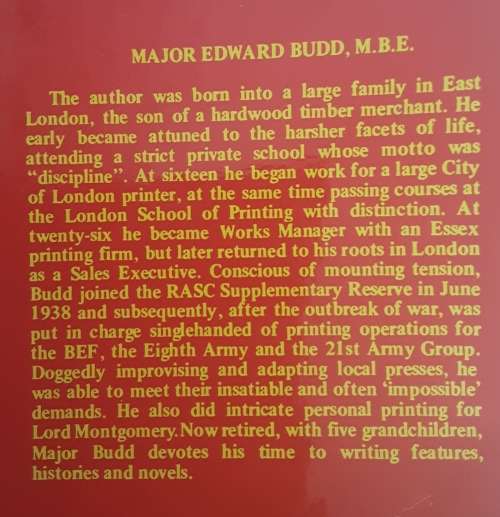 MAJOR EDWARD BUDD, M.B.E.
The author was born into a large family in East
London, the son of a hardwood timber merchant. He
early became attuned to the harsher facets of life,
attending a strict private school whose motto was
“discipline”. At sixteen he began work for a large City
of London printer, at the same time passing courses at
the London School of Printing with distinction. At
twenty-six he became Works Manager with an Essex
printing firm, but later returned to his roots in London
as a Sales Executive. Conscious of mounting tension,
Budd joined the RASC Supplementary Reserve in June
1938 and subsequently, after the outbreak of war, was
put in charge singlehanded of printing operations for
the BEF, the Eighth Army and the 21st Army Group.
Doggedly improvising and adapting local presses, he
was able to meet their insatiable and often ‘impossible’
demands. He also did intricate personal printing for
Lord Montgomery. Now retired, with five grandchildren,
Major Budd devotes his time to writing features,
histories and novels.